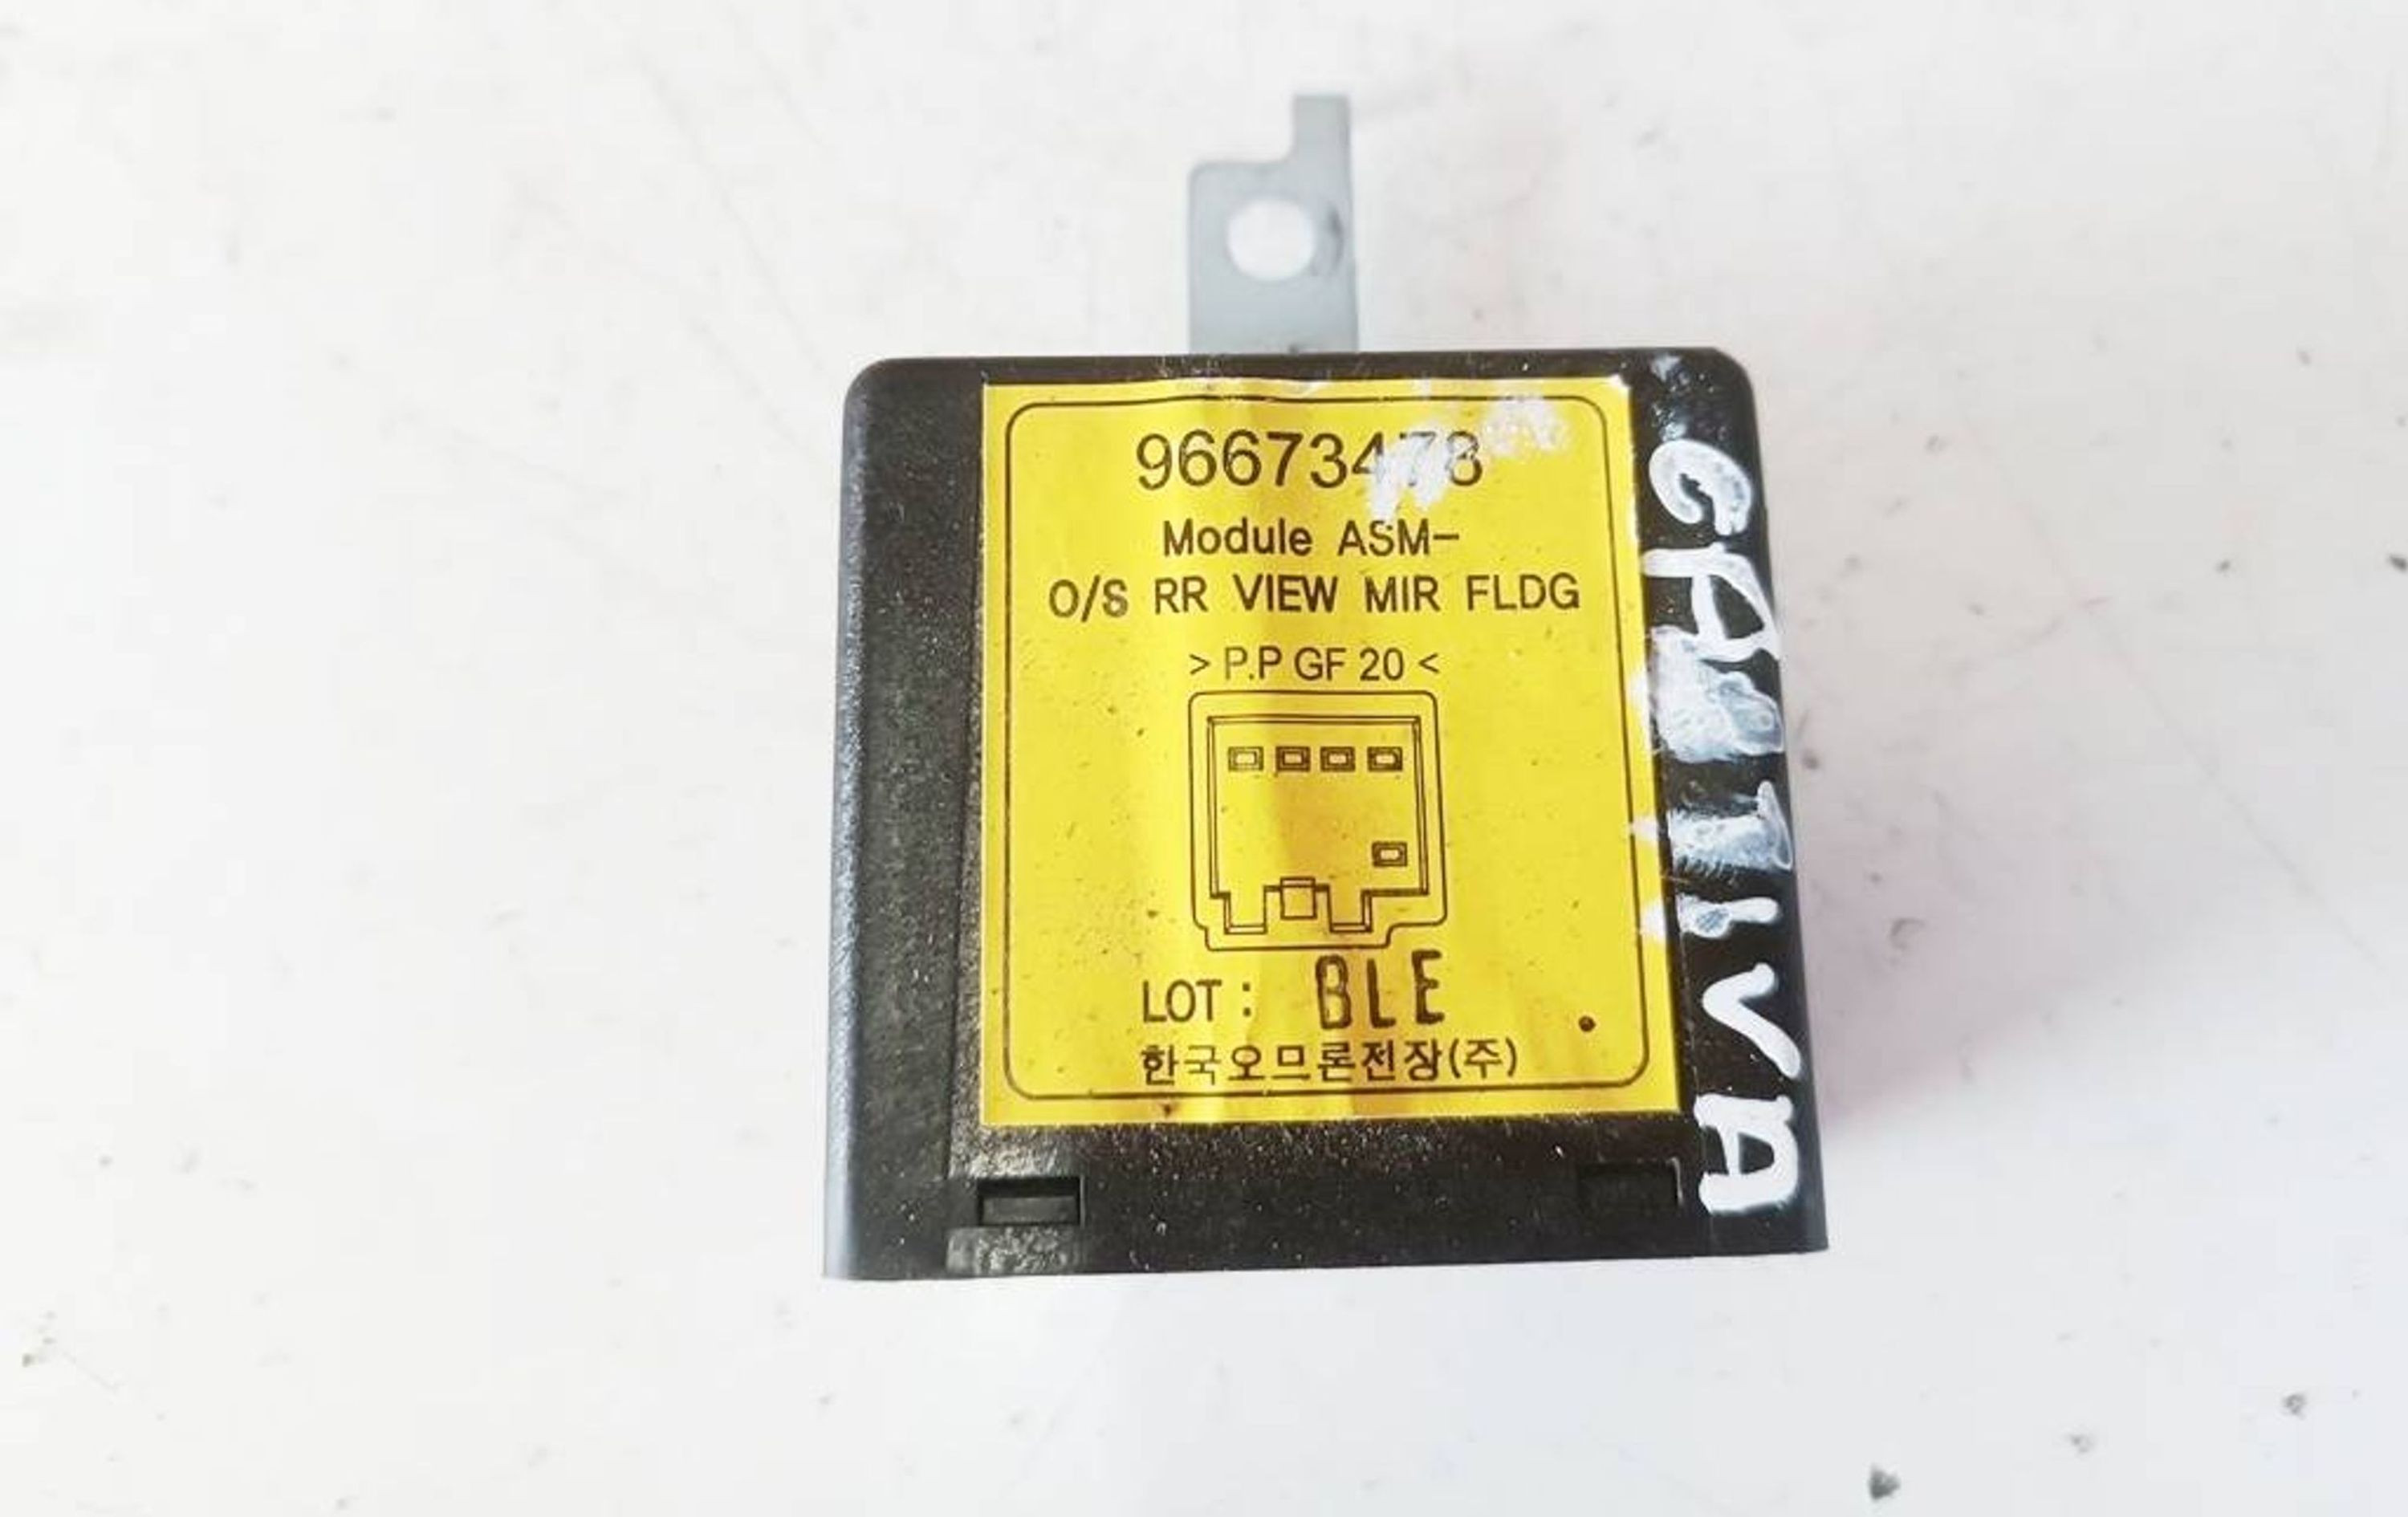 96673478
Module ASM-
O/S RR VIEW MIR FLDG
> P.P GF 20 <
LOT : BLE
한국오므론전장(주)
CAPTIVA